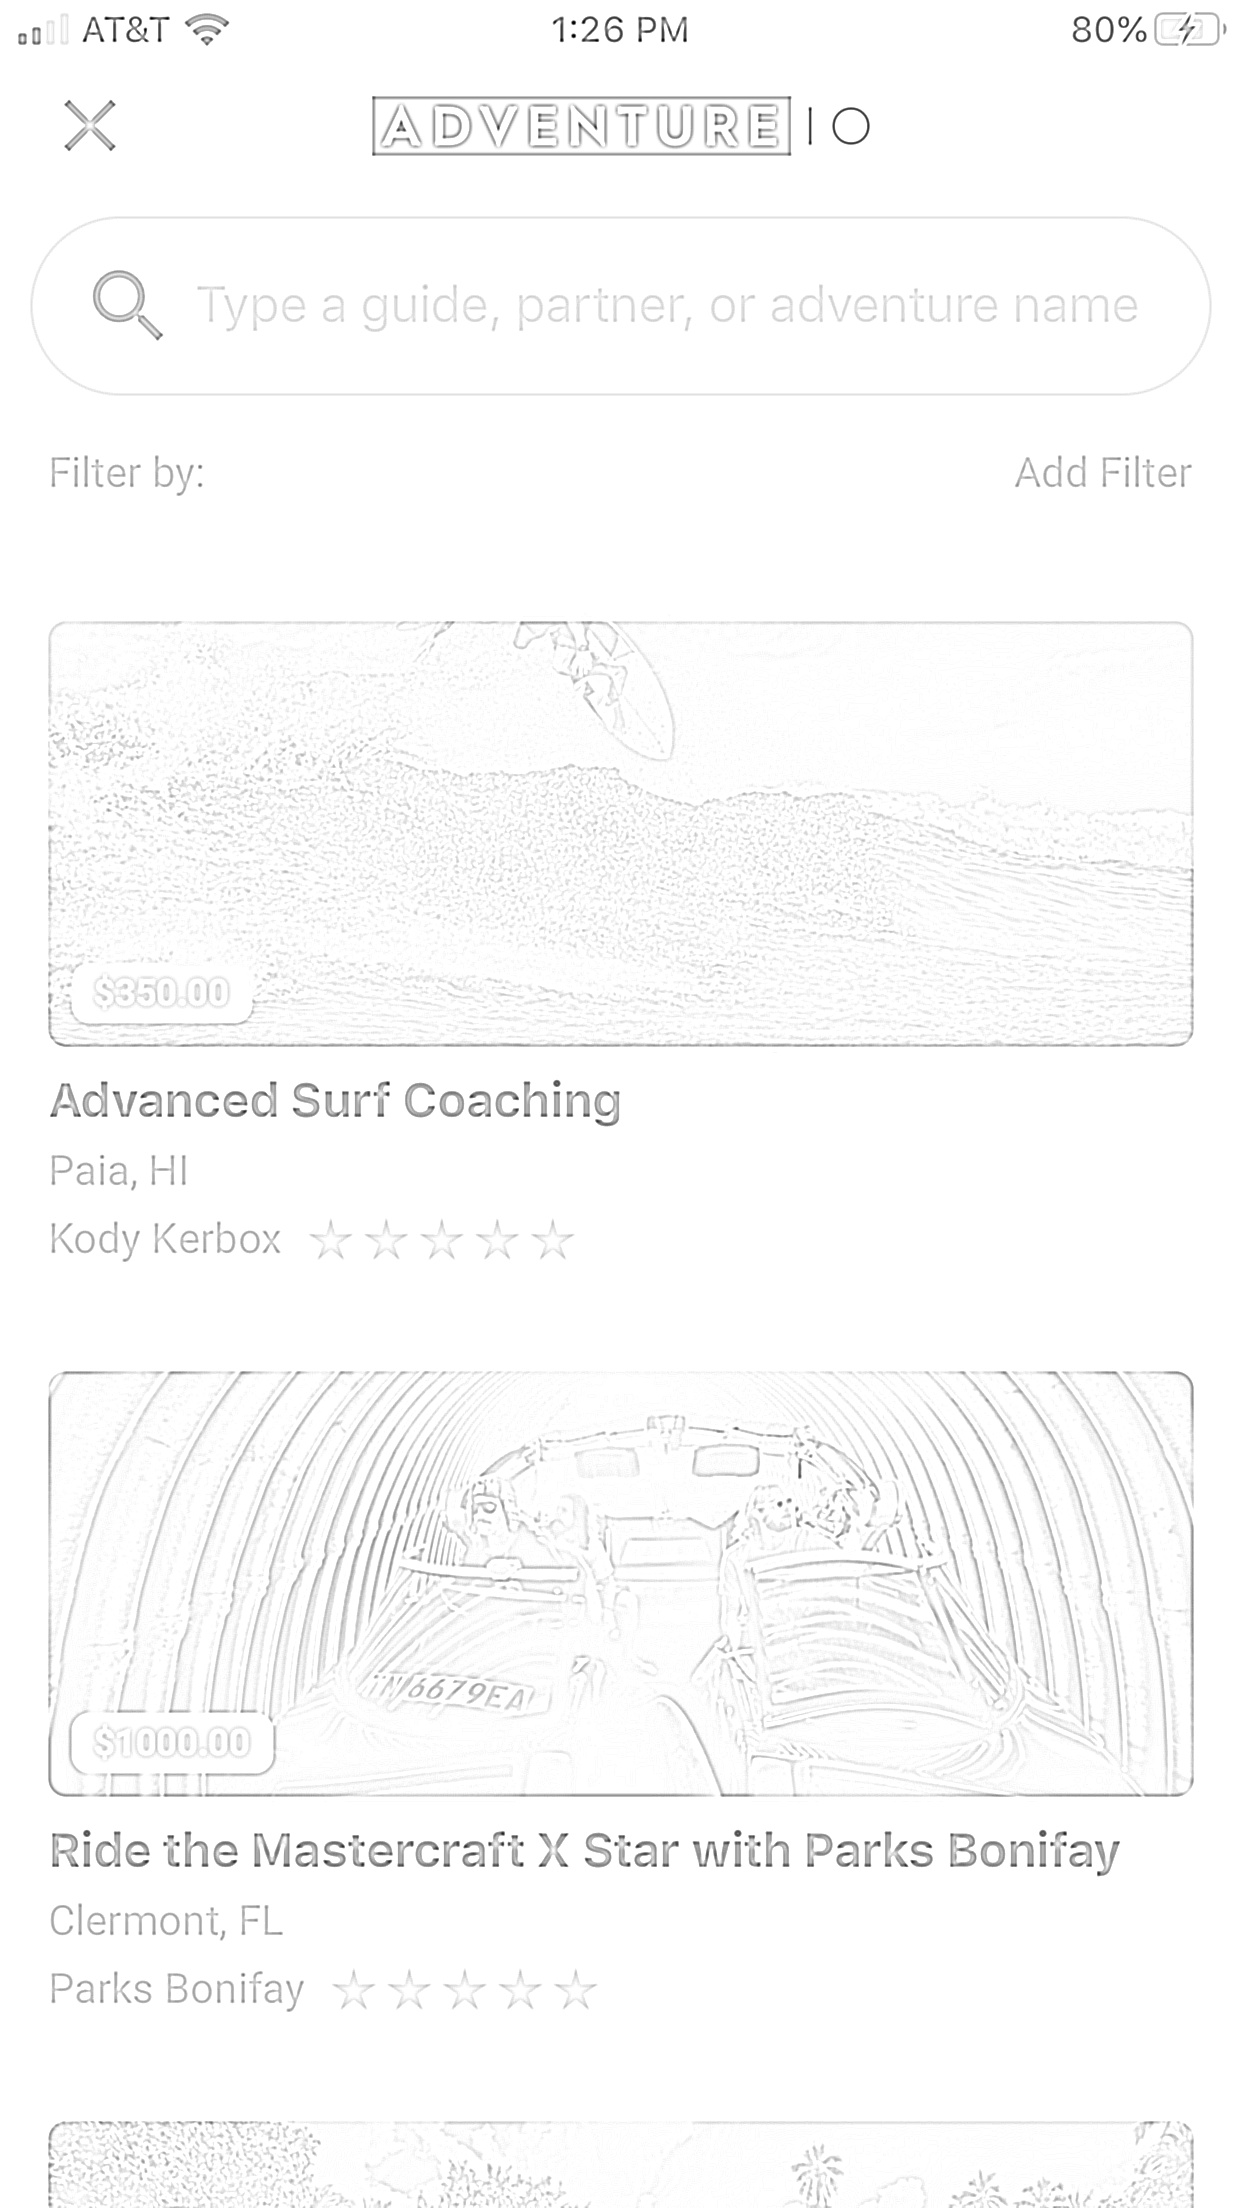 AT&T 1:26 PM 80%
ADVENTURE | O
Type a guide, partner, or adventure name
Filter by: Add Filter
$350.00
Advanced Surf Coaching
Paia, HI
Kody Kerbox
6679EA
$1000.00
Ride the Mastercraft X Star with Parks Bonifay
Clermont, FL
Parks Bonifay